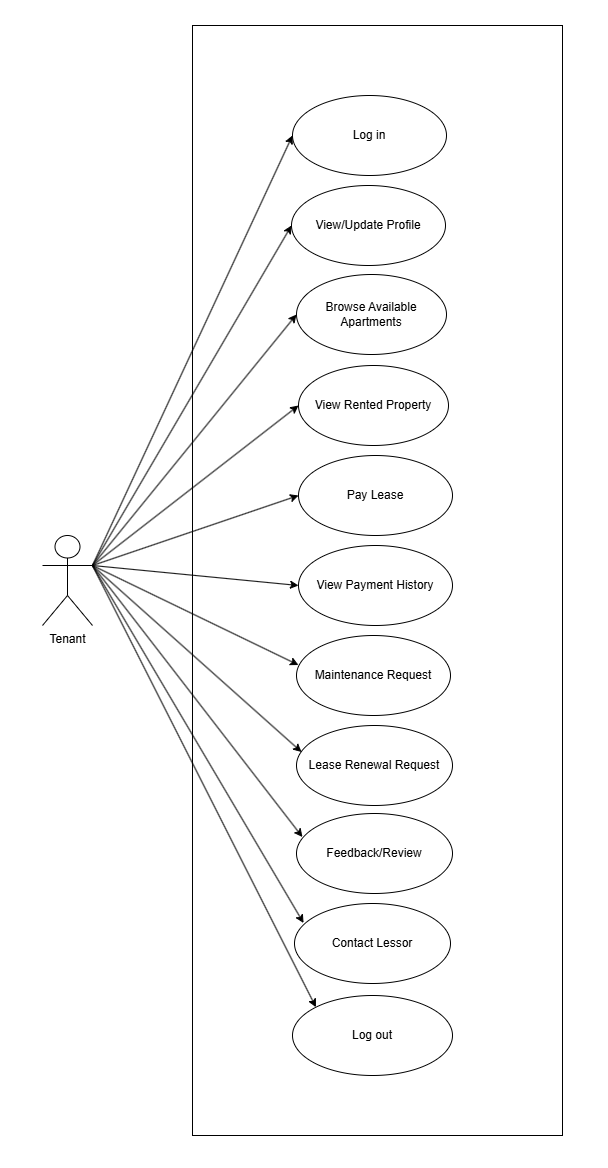 Log in
View/Update Profile
Browse Available
Apartments
View Rented Property
Pay Lease
View Payment History
Tenant
Maintenance Request
Lease Renewal Request
Feedback/Review
Contact Lessor
Log out